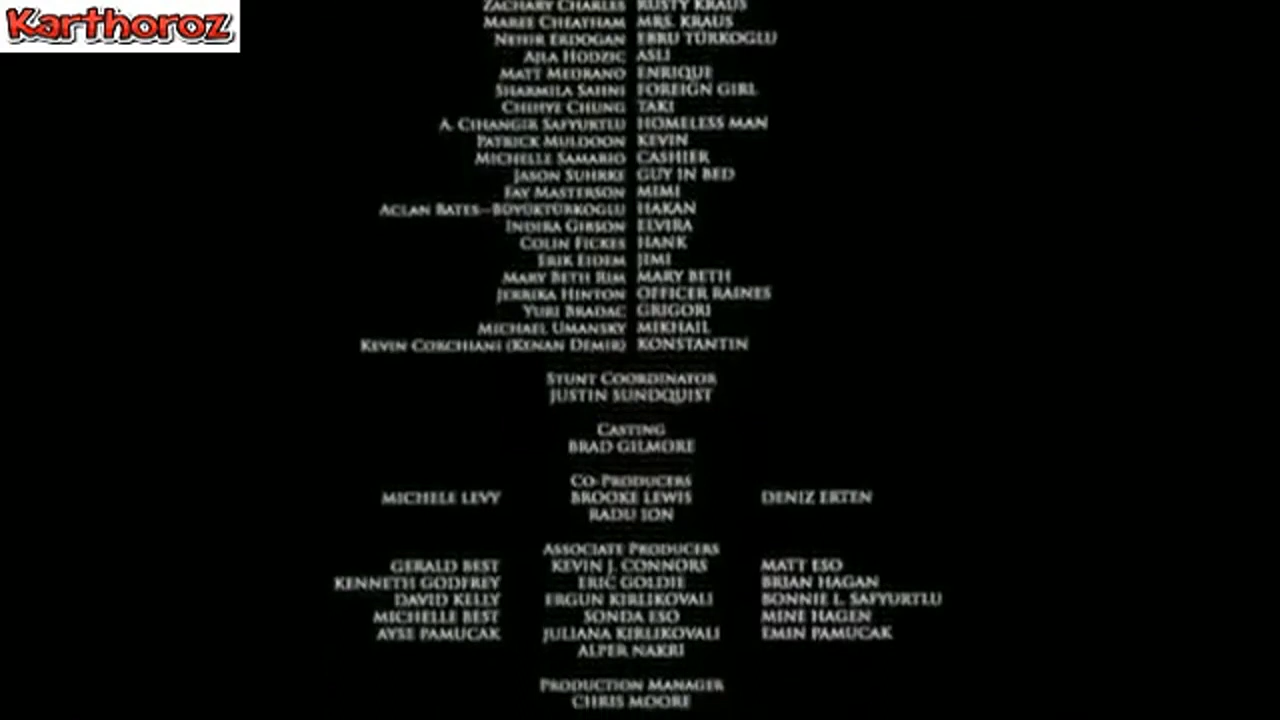 Karthoroz
ZACHARY CHARLES RUSTY KRAUS
MAREE CHEATHAM MRS. KRAUS
NEHIR ERDOGAN EBRU TÜRKOGLU
AJLA HODZIC ASLI
MATT MEDRANO ENRIQUE
SHARMILA SAHNI FOREIGN GIRL
CHIHYE CHUNG TAKI
A. CIHANGIR SAFYURTLU HOMELESS MAN
PATRICK MULDOON KEVIN
MICHELLE SAMARIO CASHIER
JASON SUHRKE GUY IN BED
FAY MASTERSON MIMI
ACLAN BATES–BÜYÜKTÜRKOGLU HAKAN
INDIRA GIBSON ELVIRA
COLIN FICKES HANK
ERIK EIDEM JIMI
MARY BETH RIM MARY BETH
JERRIKA HINTON OFFICER RAINES
YURI BRADAC GRIGORI
MICHAEL UMANSKY MIKHAIL
KEVIN CORCHIANI (KENAN DEMIR) KONSTANTIN
STUNT COORDINATOR
JUSTIN SUNDQUIST
CASTING
BRAD GILMORE
CO-PRODUCERS
MICHELE LEVY BROOKE LEWIS DENIZ ERTEN
RADU ION
ASSOCIATE PRODUCERS
GERALD BEST KEVIN J. CONNORS MATT ESO
KENNETH GODFREY ERIC GOLDIE BRIAN HAGAN
DAVID KELLY ERGUN KIRLIKOVALI BONNIE L. SAFYURTLU
MICHELLE BEST SONDA ESO MINE HAGEN
AYSE PAMUCAK JULIANA KIRLIKOVALI EMIN PAMUCAK
ALPER NAKRI
PRODUCTION MANAGER
CHRIS MOORE